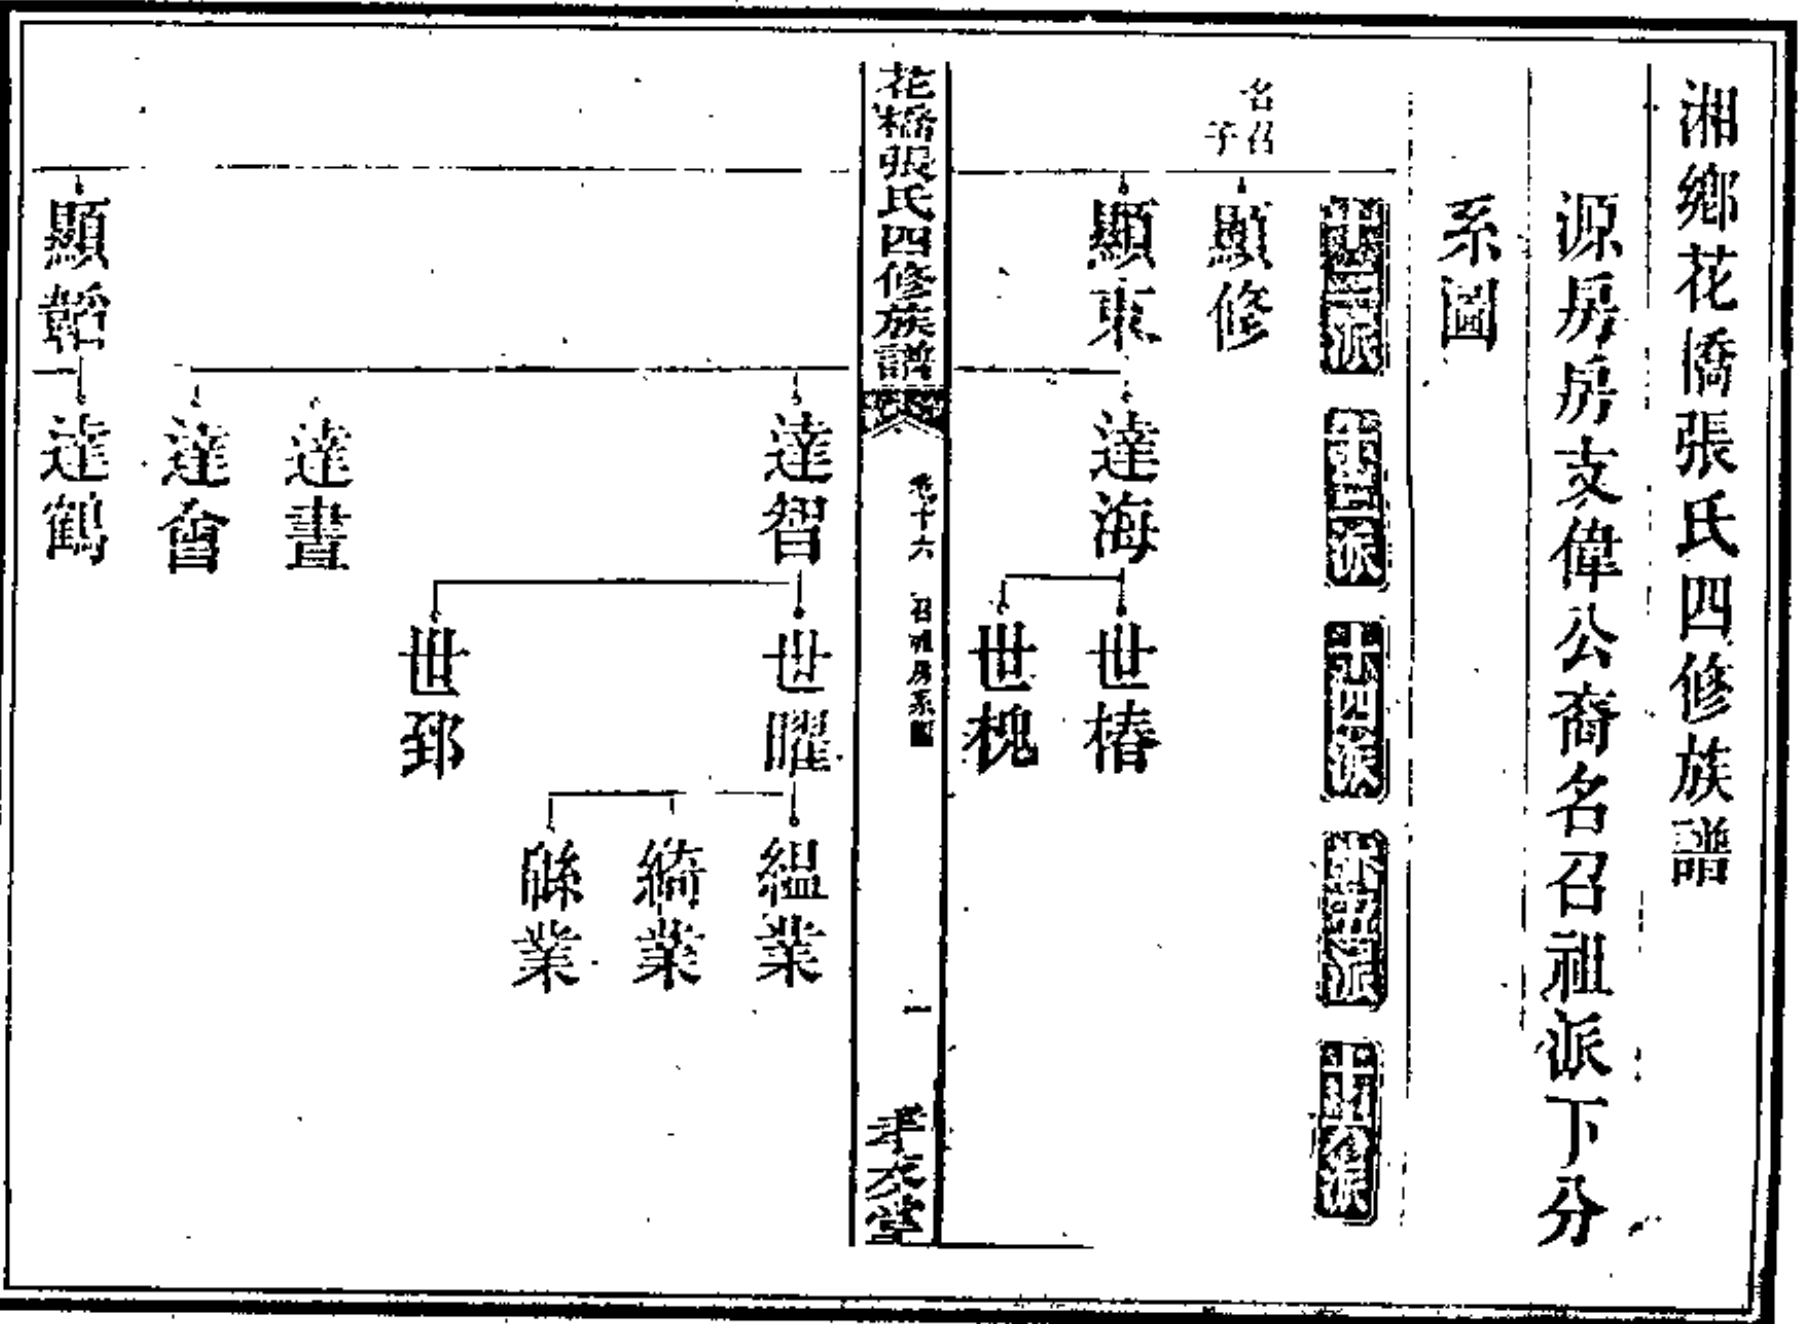 湘鄉花橋張氏四修族譜
源房房支偉公裔名召祖派下分
系圖
十二派
十三派
十四派
十五派
十六派
名召
子
顯修
顯東
達海
世椿
世槐
花橋張氏四修族譜
卷十六
召祖房系圖
一
孝友堂
達智
世曜
縕業
綺業
緜業
世郅
達晝
達會
顯韜
達鶴